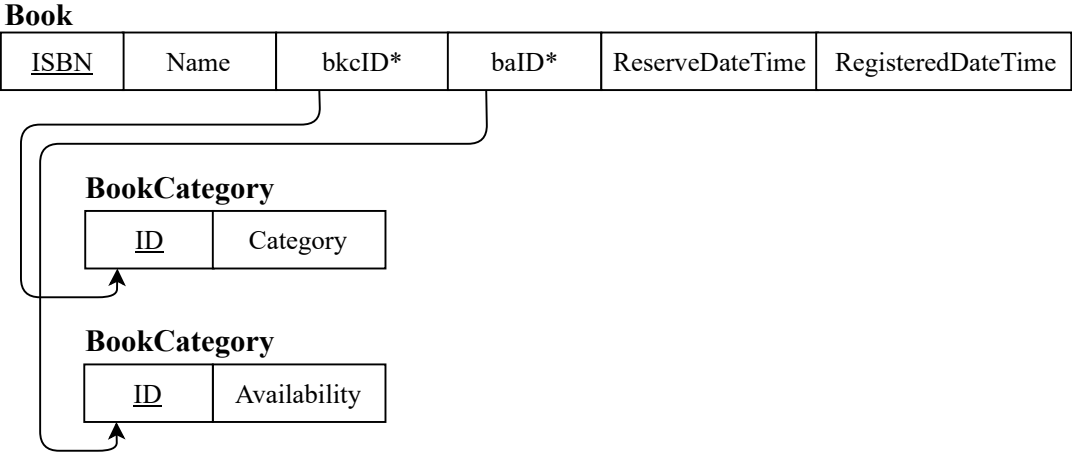 Book
ISBN Name bkcID* baID* ReserveDateTime RegisteredDateTime
BookCategory
ID Category
BookCategory
ID Availability